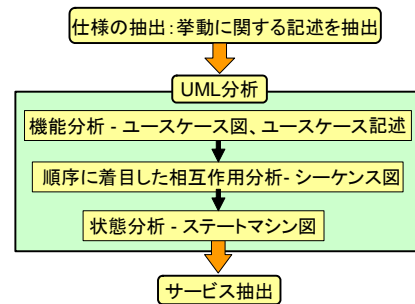 仕様の抽出：挙動に関する記述を抽出
UML分析
機能分析 - ユースケース図、ユースケース記述
順序に着目した相互作用分析- シーケンス図
状態分析 - ステートマシン図
サービス抽出